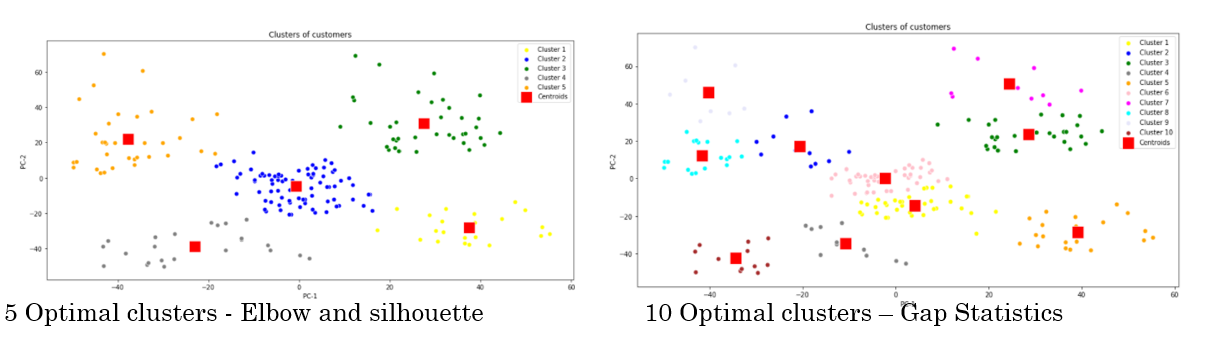 Clusters of customers
Cluster 1
Cluster 2
Cluster 3
Cluster 4
Cluster 5
Centroids
60
40
20
0
−20
−40
PC-2
−40
−20
0
20
40
60
PC-1
5 Optimal clusters - Elbow and silhouette
Clusters of customers
Cluster 1
Cluster 2
Cluster 3
Cluster 4
Cluster 5
Cluster 6
Cluster 7
Cluster 8
Cluster 9
Cluster 10
Centroids
60
40
20
0
−20
−40
PC-2
−40
−20
0
20
40
60
PC-1
10 Optimal clusters – Gap Statistics